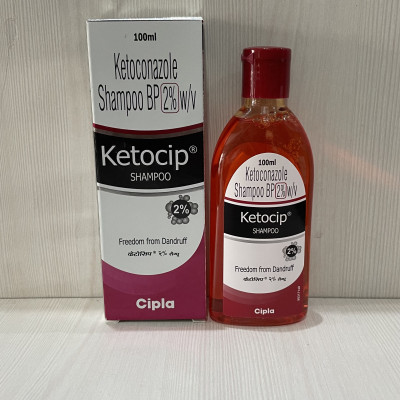 100ml
Ketoconazole
Shampoo BP 2% w/v
Ketocip®
SHAMPOO
2%
Freedom from Dandruff
Cipla
100ml
Ketoconazole
Shampoo BP 2% w/v
Ketocip®
SHAMPOO
2%
Freedom from Dandruff
Cipla